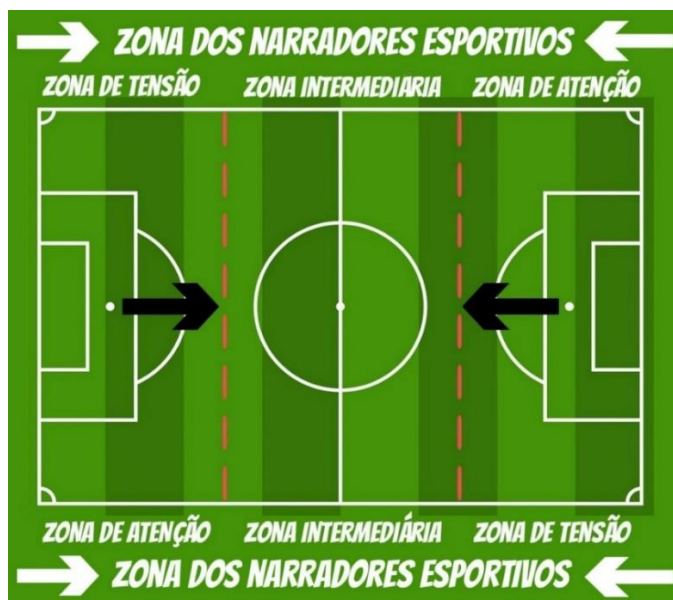 ZONA DOS NARRADORES ESPORTIVOS
ZONA DE TENSÃO ZONA INTERMEDIARIA ZONA DE ATENÇÃO
ZONA DE ATENÇÃO ZONA INTERMEDIÁRIA ZONA DE TENSÃO
ZONA DOS NARRADORES ESPORTIVOS